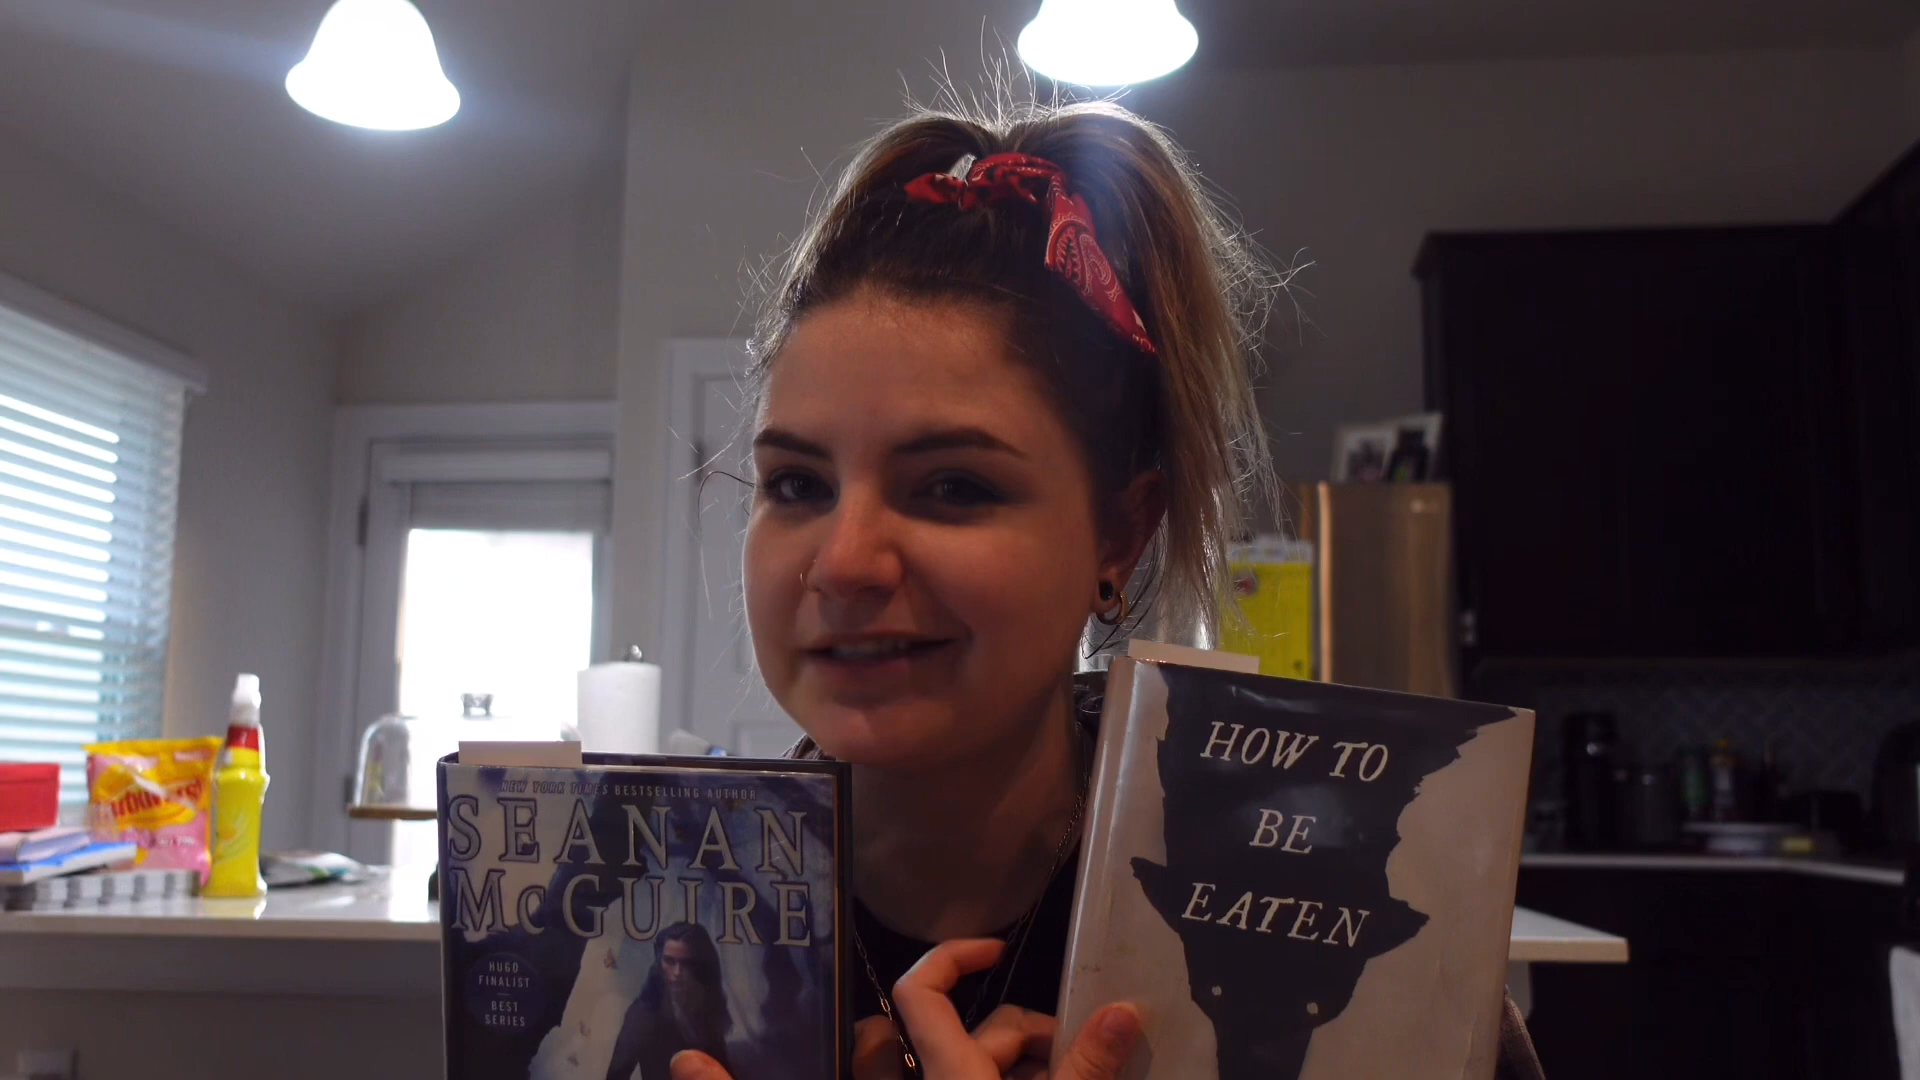 NEW YORK TIMES BESTSELLING AUTHOR
SEANAN
McGUIRE
HUGO
FINALIST
BEST
SERIES
HOW TO
BE
EATEN